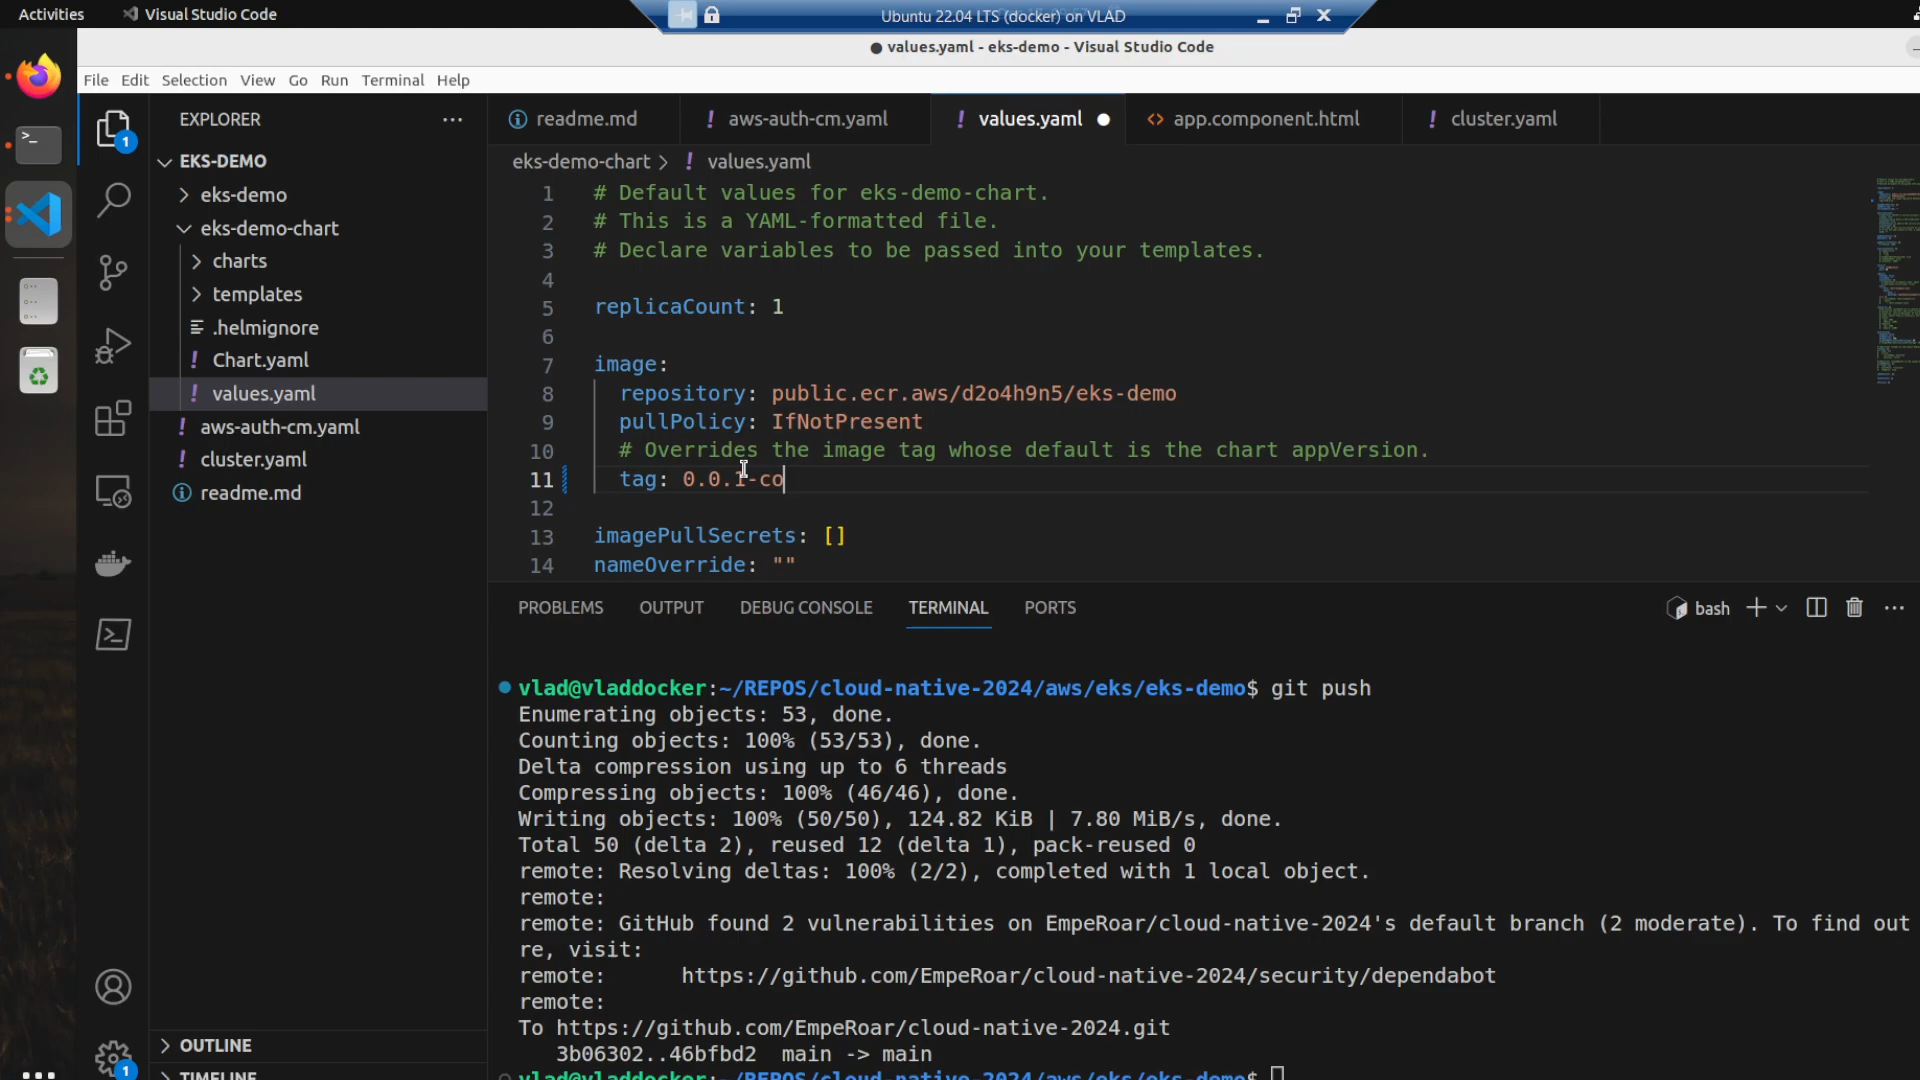 Activities
Visual Studio Code
Ubuntu 22.04 LTS (docker) on VLAD
● values.yaml - eks-demo - Visual Studio Code
File Edit Selection View Go Run Terminal Help
EXPLORER
readme.md
aws-auth-cm.yaml
values.yaml
app.component.html
cluster.yaml
EKS-DEMO
eks-demo
eks-demo-chart
charts
templates
.helmignore
Chart.yaml
values.yaml
aws-auth-cm.yaml
cluster.yaml
readme.md
OUTLINE
TIMELINE
1
1
eks-demo-chart > ! values.yaml
1 # Default values for eks-demo-chart.
2 # This is a YAML-formatted file.
3 # Declare variables to be passed into your templates.
4
5 replicaCount: 1
6
7 image:
8 repository: public.ecr.aws/d2o4h9n5/eks-demo
9 pullPolicy: IfNotPresent
10 # Overrides the image tag whose default is the chart appVersion.
11 tag: 0.0.1-co
12
13 imagePullSecrets: []
14 nameOverride: ""
PROBLEMS OUTPUT DEBUG CONSOLE TERMINAL PORTS
bash
vlad@vladdocker:~/REPOS/cloud-native-2024/aws/eks/eks-demo$ git push
Enumerating objects: 53, done.
Counting objects: 100% (53/53), done.
Delta compression using up to 6 threads
Compressing objects: 100% (46/46), done.
Writing objects: 100% (50/50), 124.82 KiB | 7.80 MiB/s, done.
Total 50 (delta 2), reused 12 (delta 1), pack-reused 0
remote: Resolving deltas: 100% (2/2), completed with 1 local object.
remote:
remote: GitHub found 2 vulnerabilities on EmpeRoar/cloud-native-2024's default branch (2 moderate). To find out
re, visit:
remote:      https://github.com/EmpeRoar/cloud-native-2024/security/dependabot
remote:
To https://github.com/EmpeRoar/cloud-native-2024.git
3b06302..46bfbd2  main -> main
vlad@vladdocker:~/REPOS/cloud-native-2024/aws/eks/eks-demo$